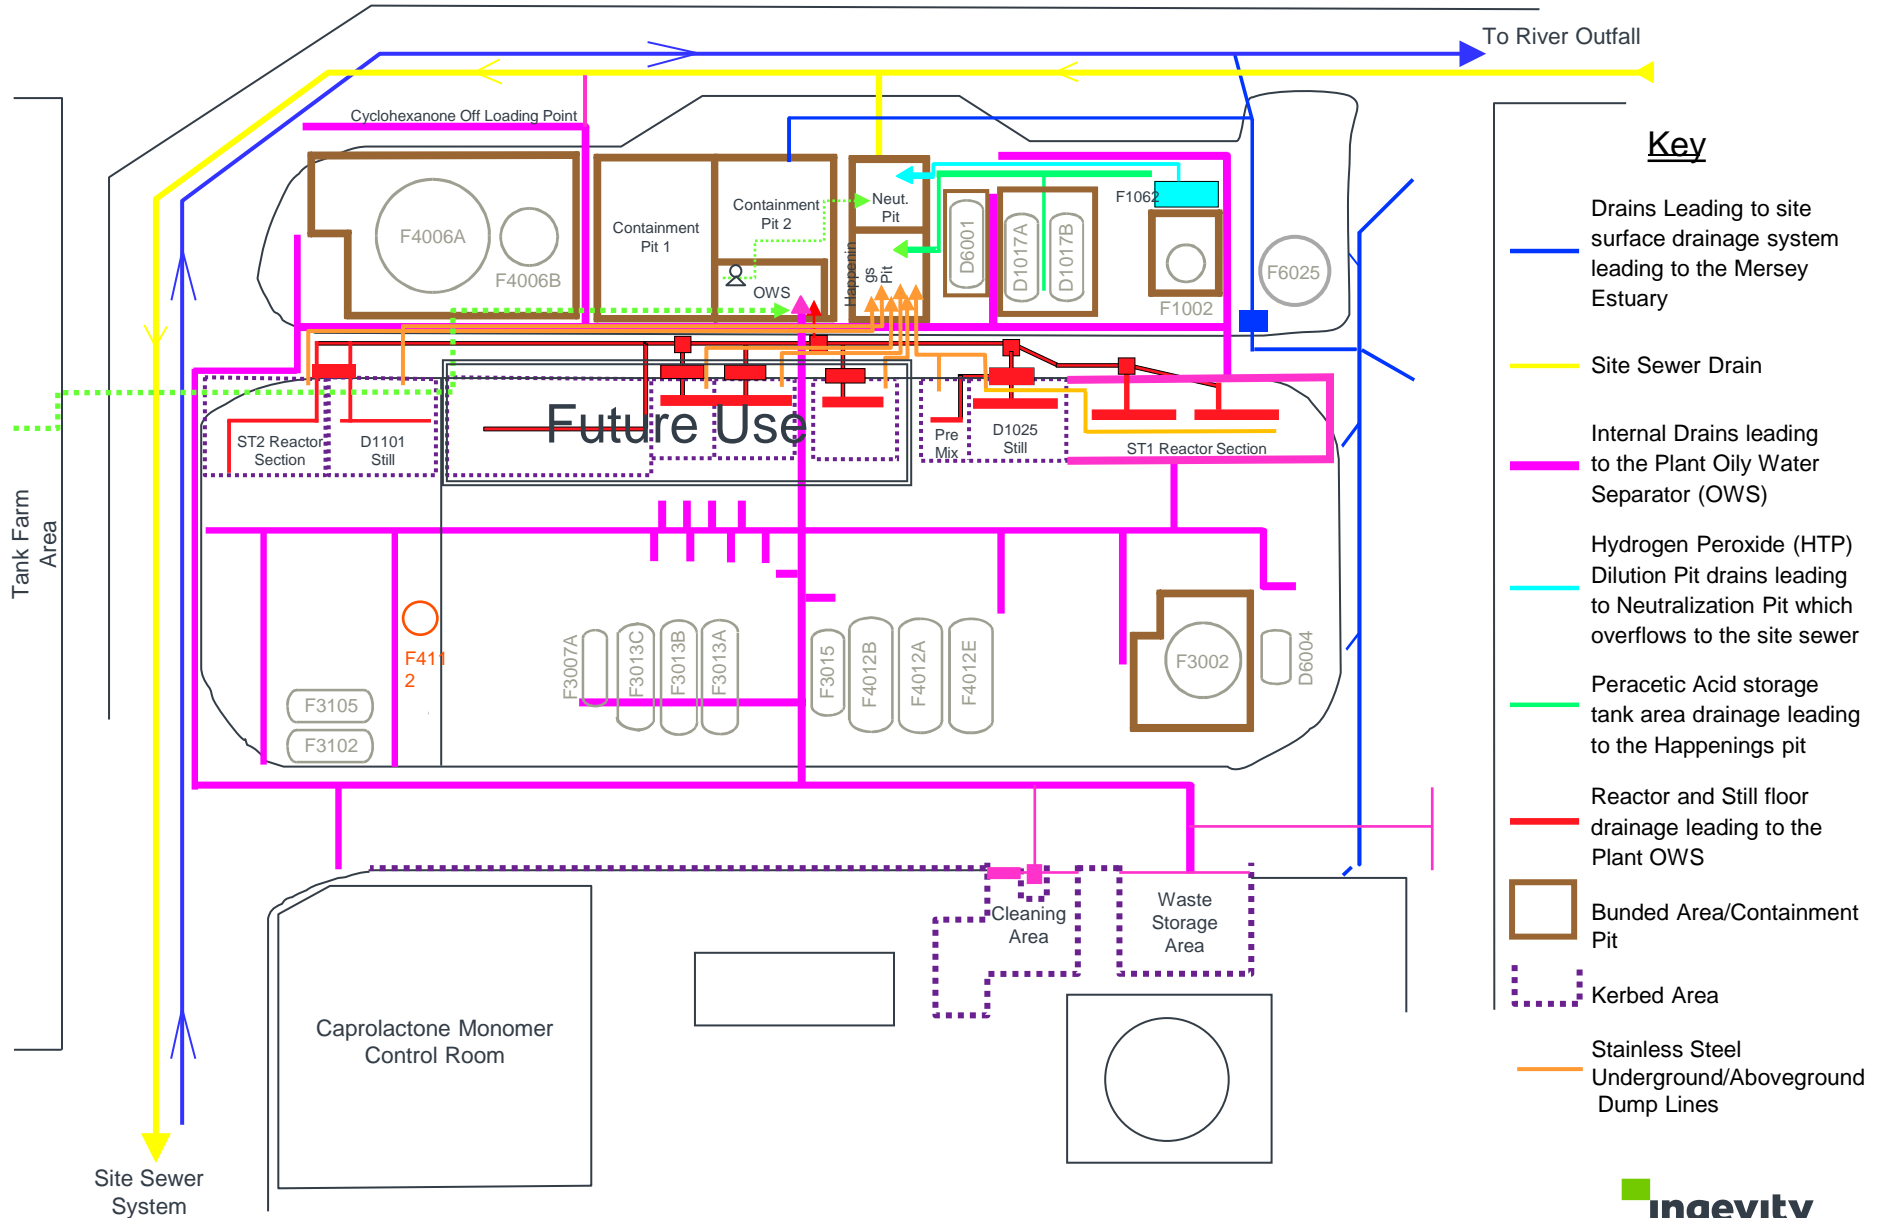 To River Outfall
Cyclohexanone Off Loading Point
Key
Drains Leading to site
surface drainage system
leading to the Mersey
Estuary
Site Sewer Drain
Internal Drains leading
to the Plant Oily Water
Separator (OWS)
Hydrogen Peroxide (HTP)
Dilution Pit drains leading
to Neutralization Pit which
overflows to the site sewer
Peracetic Acid storage
tank area drainage leading
to the Happenings pit
Reactor and Still floor
drainage leading to the
Plant OWS
Bunded Area/Containment
Pit
Kerbed Area
Stainless Steel
Underground/Aboveground
Dump Lines
F4006A
F4006B
Containment
Pit 1
Containment
Pit 2
OWS
Neut.
Pit
Happenin
gs
Pit
D6001
D1017A
D1017B
F1062
F1002
F6025
Tank Farm
Area
ST2 Reactor
Section
D1101
Still
Future Use
Pre
Mix
D1025
Still
ST1 Reactor Section
F411
2
F3105
F3102
F3007A
F3013C
F3013B
F3013A
F3015
F4012B
F4012A
F4012E
F3002
D6004
Cleaning
Area
Waste
Storage
Area
Caprolactone Monomer
Control Room
Site Sewer
System
ingevity